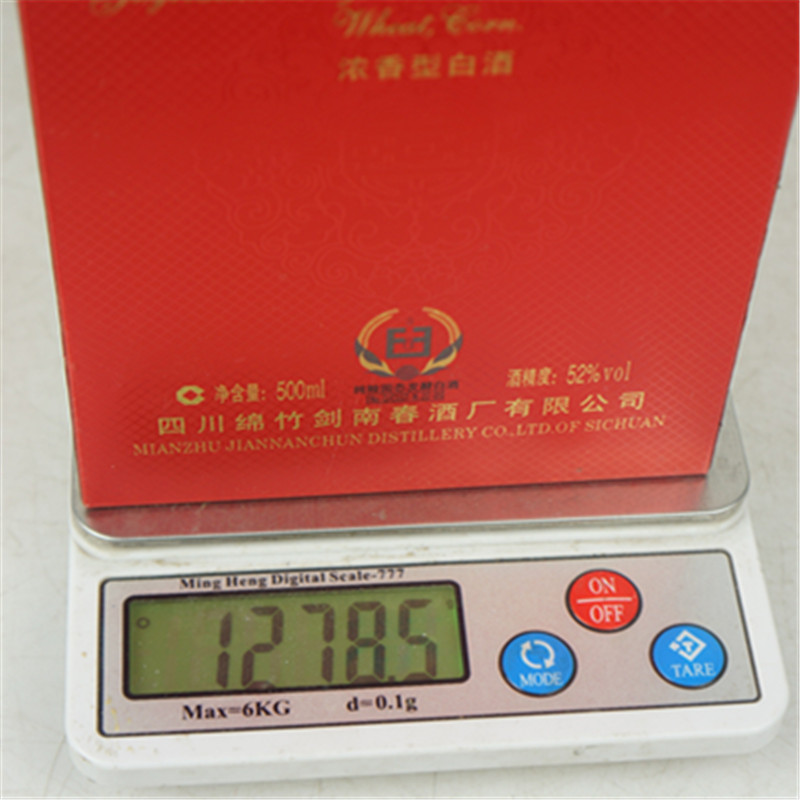 Wheat, Corn.
浓香型白酒
净含量: 500ml
酒精度: 52%vol
四川绵竹剑南春酒厂有限公司
MIANZHU JIANNANCHUN DISTILLERY CO.,LTD.OF SICHUAN
Ming Heng Digital Scale-777
1278.5
g
Max=6KG
d=0.1g
ON
OFF
MODE
T
TARE